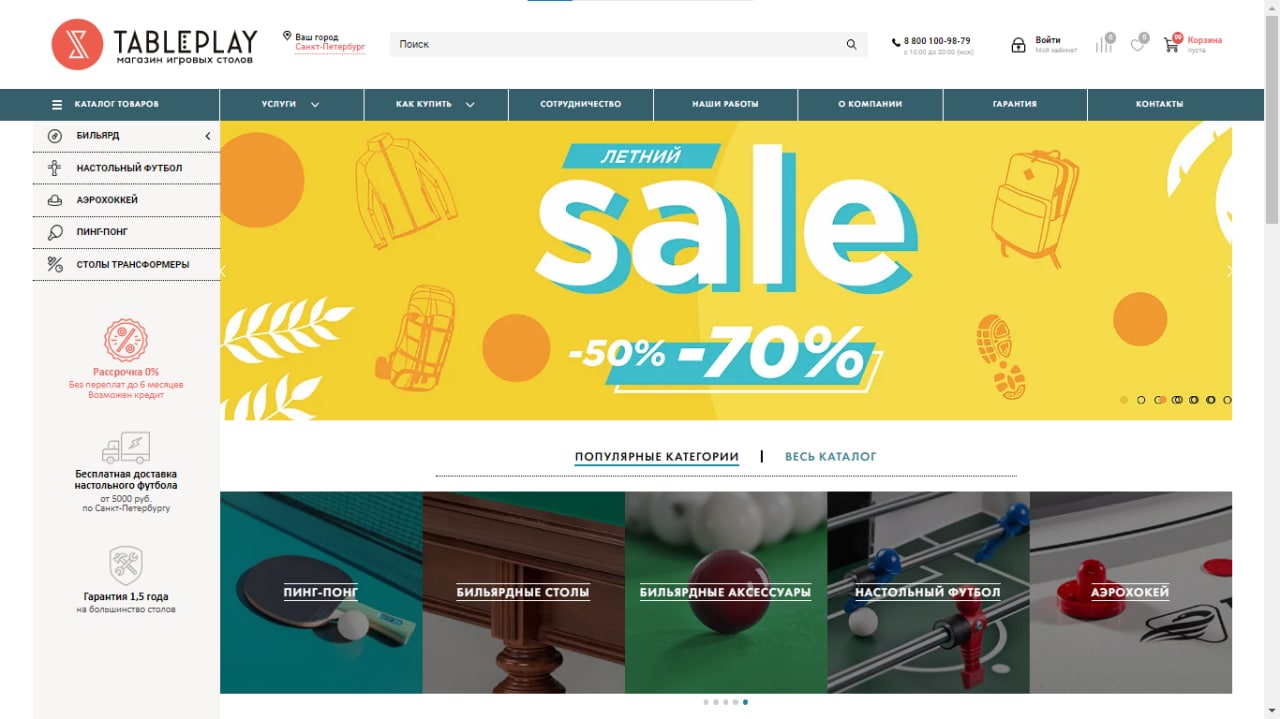 TABLEPLAY
магазин игровых столов
Ваш город
Санкт-Петербург
Поиск
8 800 100-98-79
с 10:00 до 20:00 (мск)
Войти
Мой кабинет
0
0
99
Корзина
пуста
КАТАЛОГ ТОВАРОВ
УСЛУГИ
КАК КУПИТЬ
СОТРУДНИЧЕСТВО
НАШИ РАБОТЫ
О КОМПАНИИ
ГАРАНТИЯ
КОНТАКТЫ
БИЛЬЯРД
НАСТОЛЬНЫЙ ФУТБОЛ
АЭРОХОККЕЙ
ПИНГ-ПОНГ
СТОЛЫ ТРАНСФОРМЕРЫ
Рассрочка 0%
Без переплат до 6 месяцев
Возможен кредит
Бесплатная доставка
настольного футбола
от 5000 руб.
по Санкт-Петербургу
Гарантия 1,5 года
на большинство столов
ЛЕТНИЙ
sale
-50% -70%
ПОПУЛЯРНЫЕ КАТЕГОРИИ
ВЕСЬ КАТАЛОГ
ПИНГ-ПОНГ
БИЛЬЯРДНЫЕ СТОЛЫ
БИЛЬЯРДНЫЕ АКСЕССУАРЫ
НАСТОЛЬНЫЙ ФУТБОЛ
АЭРОХОКЕЙ